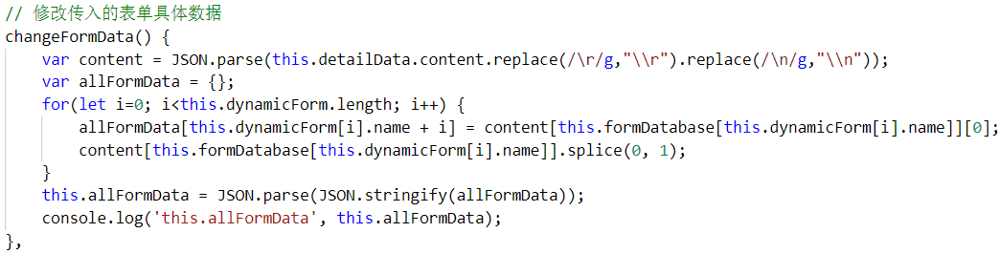 // 修改传入的表单具体数据
changeFormData() {
    var content = JSON.parse(this.detailData.content.replace(/\r/g,"\\r").replace(/\n/g,"\\n"));
    var allFormData = {};
    for(let i=0; i<this.dynamicForm.length; i++) {
        allFormData[this.dynamicForm[i].name + i] = content[this.formDatabase[this.dynamicForm[i].name]][0];
        content[this.formDatabase[this.dynamicForm[i].name]].splice(0, 1);
    }
    this.allFormData = JSON.parse(JSON.stringify(allFormData));
    console.log('this.allFormData', this.allFormData);
},